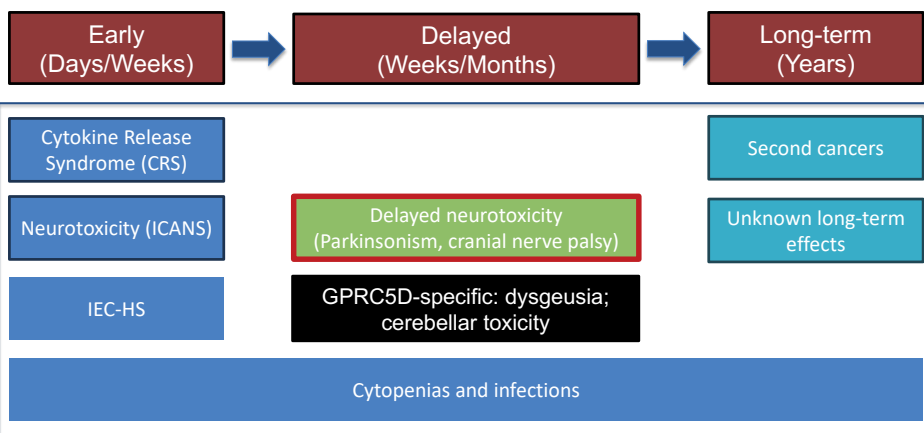 Early
(Days/Weeks)
Delayed
(Weeks/Months)
Long-term
(Years)
Cytokine Release
Syndrome (CRS)
Second cancers
Neurotoxicity (ICANS)
Delayed neurotoxicity
(Parkinsonism, cranial nerve palsy)
Unknown long-term
effects
IEC-HS
GPRC5D-specific: dysgeusia;
cerebellar toxicity
Cytopenias and infections